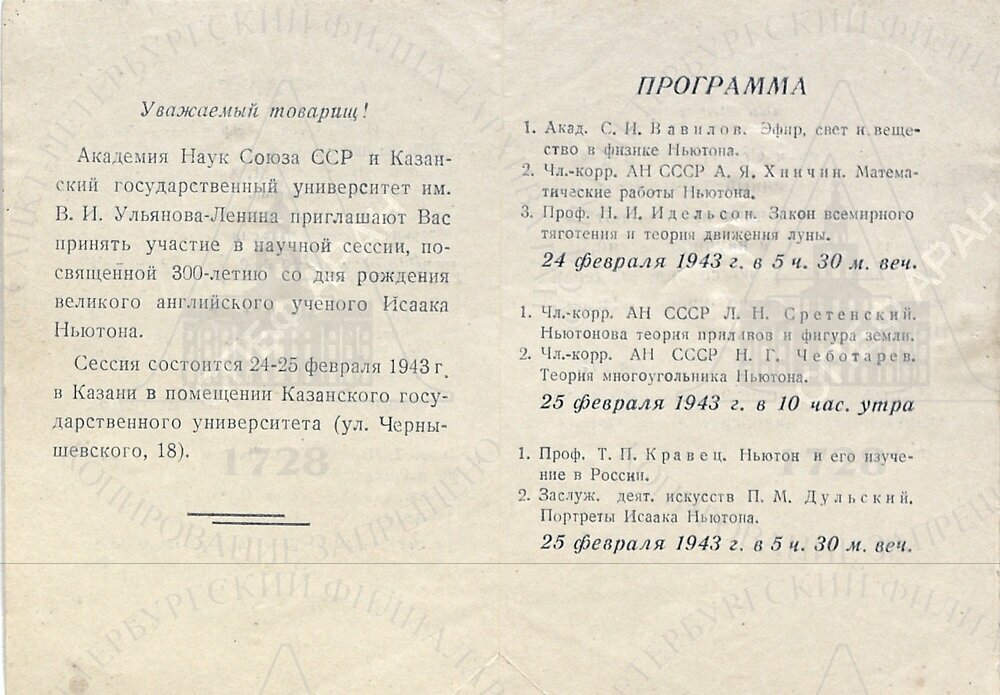 Уважаемый товарищ!
Академия Наук Союза ССР и Казан-
ский государственный университет им.
В. И. Ульянова-Ленина приглашают Вас
принять участие в научной сессии, по-
священной 300-летию со дня рождения
великого английского ученого Исаака
Ньютона.
Сессия состоится 24-25 февраля 1943 г.
в Казани в помещении Казанского госу-
дарственного университета (ул. Черны-
шевского, 18).
ПРОГРАММА
1. Акад. С. И. Вавилов. Эфир, свет и веще-
ство в физике Ньютона.
2. Чл.-корр. АН СССР А. Я. Хинчин. Матема-
тические работы Ньютона.
3. Проф. Н. И. Идельсон. Закон всемирного
тяготения и теория движения луны.
24 февраля 1943 г. в 5 ч. 30 м. веч.
1. Чл.-корр. АН СССР Л. Н. Сретенский.
Ньютонова теория приливов и фигура земли.
2. Чл.-корр. АН СССР Н. Г. Чеботарев.
Теория многоугольника Ньютона.
25 февраля 1943 г. в 10 час. утра
1. Проф. Т. П. Кравец. Ньютон и его изуче-
ние в России.
2. Заслуж. деят. искусств П. М. Дульский.
Портреты Исаака Ньютона.
25 февраля 1943 г. в 5 ч. 30 м. веч.
1728
1728
КОПИРОВАНИЕ ЗАПРЕЩЕНО